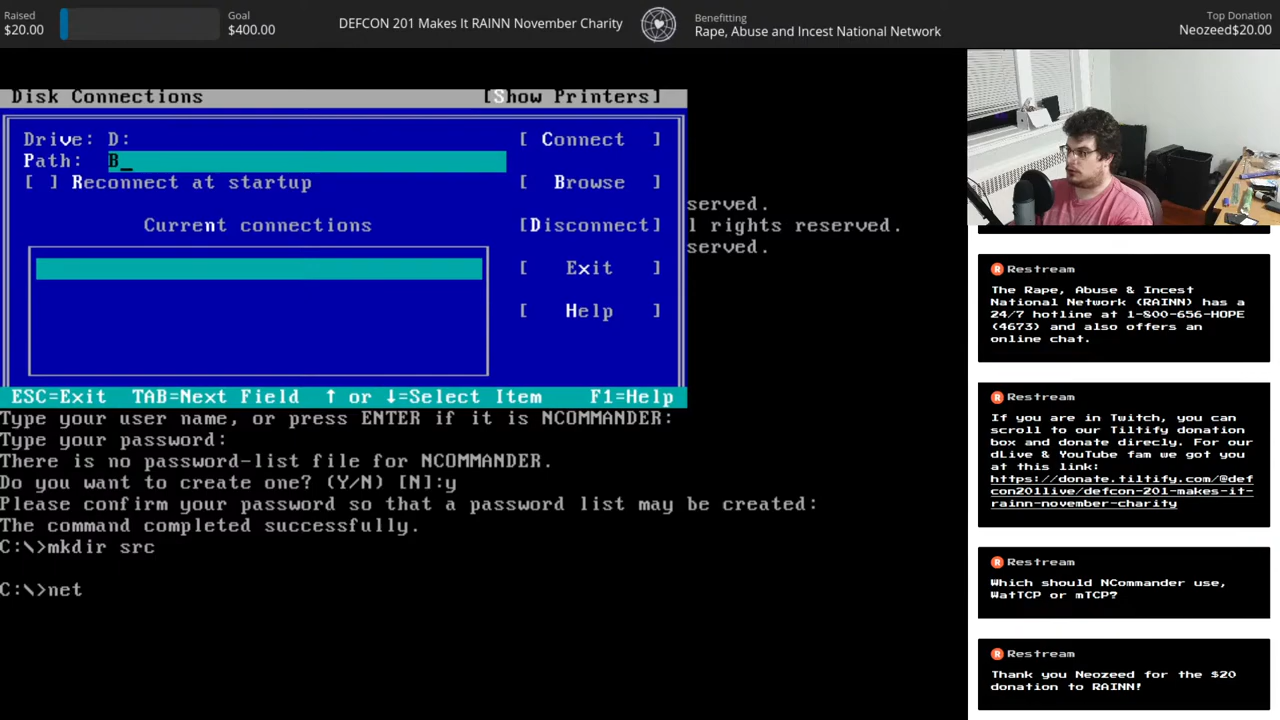 Raised
$20.00
Goal
$400.00
DEFCON 201 Makes It RAINN November Charity
Benefitting
Rape, Abuse and Incest National Network
Top Donation
Neozeed$20.00
Disk Connections [Show Printers]
Drive: D: [ Connect ]
Path: B_
[ ] Reconnect at startup [ Browse ]
Current connections [Disconnect]
[ Exit ]
[ Help ]
ESC=Exit TAB=Next Field ↑ or ↓=Select Item F1=Help
served.
l rights reserved.
served.
Type your user name, or press ENTER if it is NCOMMANDER:
Type your password:
There is no password-list file for NCOMMANDER.
Do you want to create one? (Y/N) [N]:y
Please confirm your password so that a password list may be created:
The command completed successfully.
C:\>mkdir src
C:\>net
Restream
The Rape, Abuse & Incest
National Network (RAINN) has a
24/7 hotline at 1-800-656-HOPE
(4673) and also offers an
online chat.
Restream
If you are in Twitch, you can
scroll to our Tiltify donation
box and donate direcly. For our
dLive & YouTube fam we got you
at this link:
https://donate.tiltify.com/@def
con201live/defcon-201-makes-it-
rainn-november-charity
Restream
Which should NCommander use,
WatTCP or mTCP?
Restream
Thank you Neozeed for the $20
donation to RAINN!